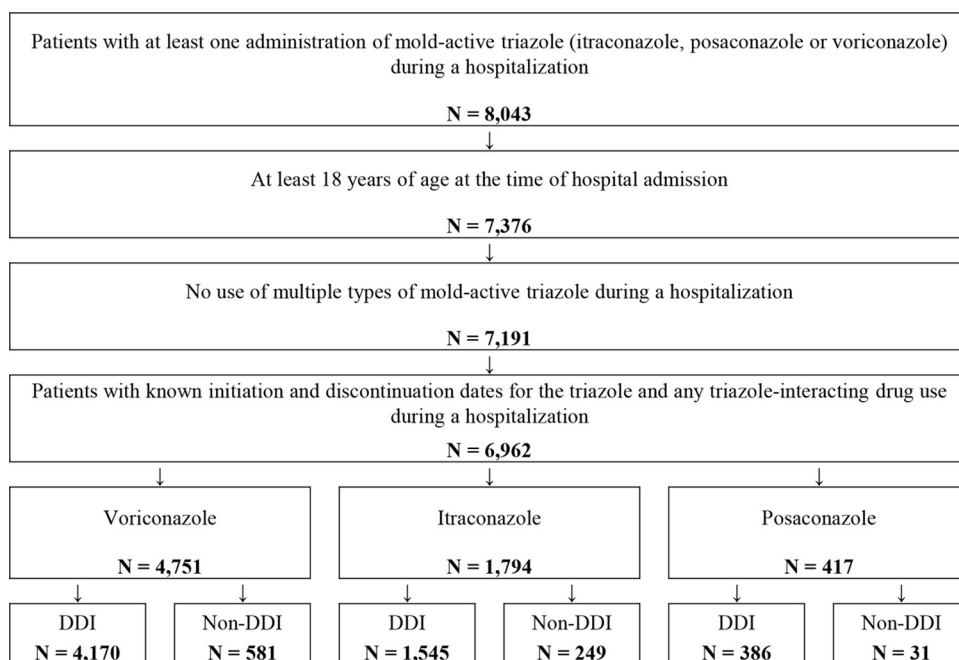 Patients with at least one administration of mold-active triazole (itraconazole, posaconazole or voriconazole)
during a hospitalization
N = 8,043
↓
At least 18 years of age at the time of hospital admission
N = 7,376
↓
No use of multiple types of mold-active triazole during a hospitalization
N = 7,191
↓
Patients with known initiation and discontinuation dates for the triazole and any triazole-interacting drug use
during a hospitalization
N = 6,962
↓ ↓ ↓
Voriconazole
N = 4,751
Itraconazole
N = 1,794
Posaconazole
N = 417
↓ ↓ ↓ ↓ ↓ ↓
DDI
N = 4,170
Non-DDI
N = 581
DDI
N = 1,545
Non-DDI
N = 249
DDI
N = 386
Non-DDI
N = 31